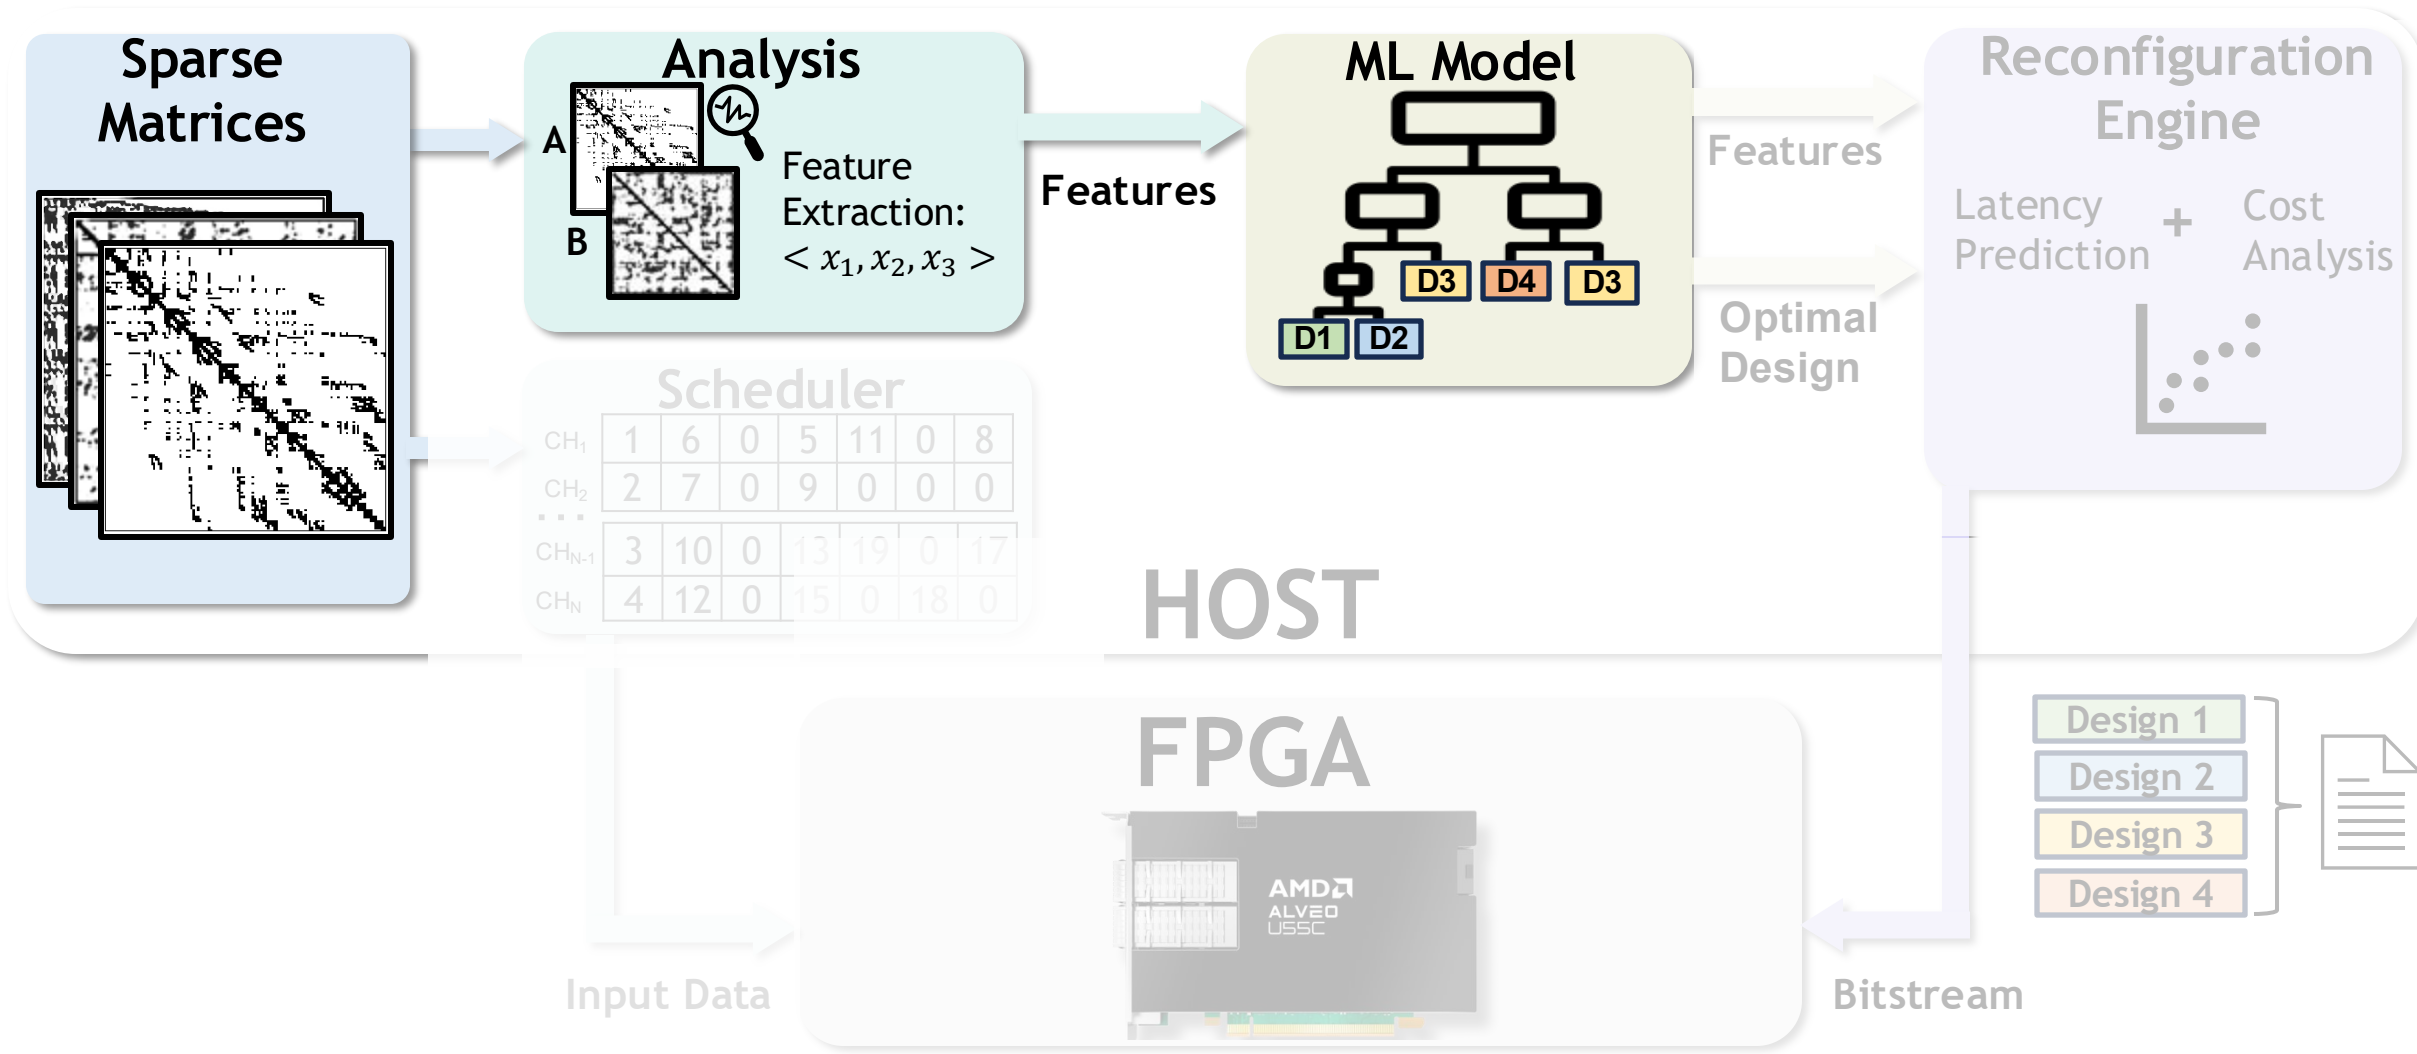 Sparse
Matrices
Analysis
A
B
Feature
Extraction:
< x₁, x₂, x₃ >
Features
ML Model
D3
D4
D3
D1
D2
Features
Optimal
Design
Reconfiguration
Engine
Latency
Prediction
+
Cost
Analysis
Scheduler
CH₁ 1 6 0 5 11 0 8
CH₂ 2 7 0 9 0 0 0
...
CH_N-1 3 10 0 13 19 0 17
CH_N 4 12 0 15 0 18 0
HOST
FPGA
AMD
ALVEO
U55C
Input Data
Bitstream
Design 1
Design 2
Design 3
Design 4